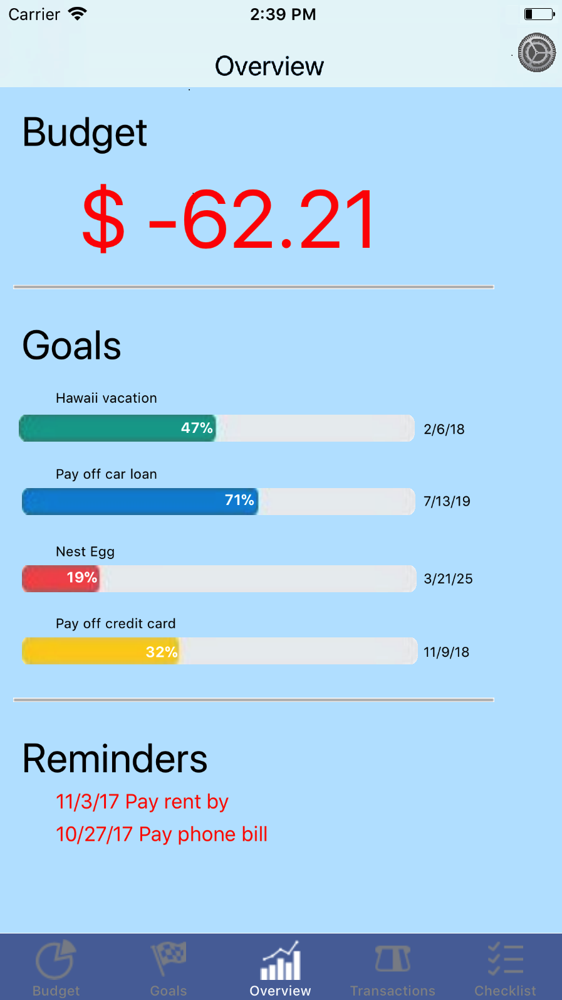 Carrier 2:39 PM
Overview
Budget
$ -62.21
Goals
Hawaii vacation
47% 2/6/18
Pay off car loan
71% 7/13/19
Nest Egg
19% 3/21/25
Pay off credit card
32% 11/9/18
Reminders
11/3/17 Pay rent by
10/27/17 Pay phone bill
Budget Goals Overview Transactions Checklist